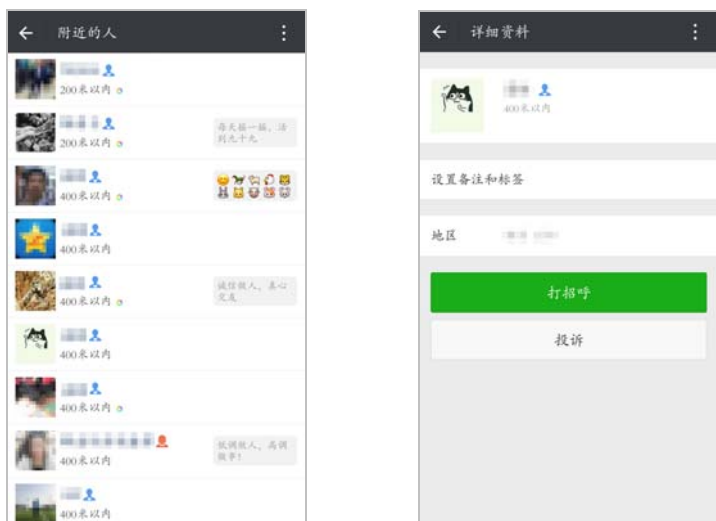 附近的人
200米以内
200米以内
每天摇一摇，活
到九十九
400米以内
400米以内
400米以内
诚信做人，真心
交友
400米以内
400米以内
400米以内
低调做人，高调
做事！
400米以内
详细资料
400米以内
设置备注和标签
地区
打招呼
投诉